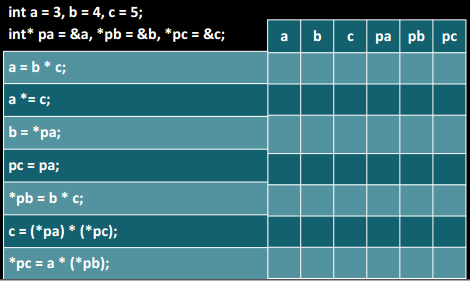 int a = 3, b = 4, c = 5;
int* pa = &a, *pb = &b, *pc = &c;
a b c pa pb pc
a = b * c;
a *= c;
b = *pa;
pc = pa;
*pb = b * c;
c = (*pa) * (*pc);
*pc = a * (*pb);